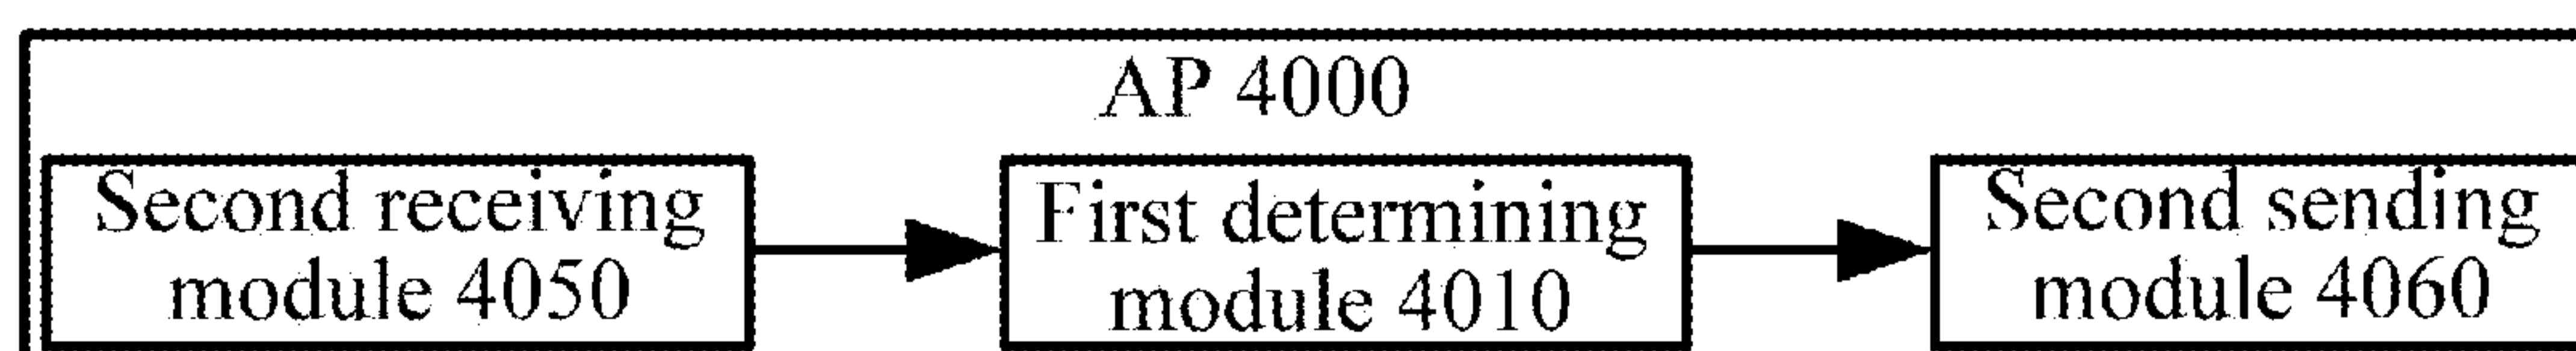 AP 4000
Second receiving
module 4050
First determining
module 4010
Second sending
module 4060